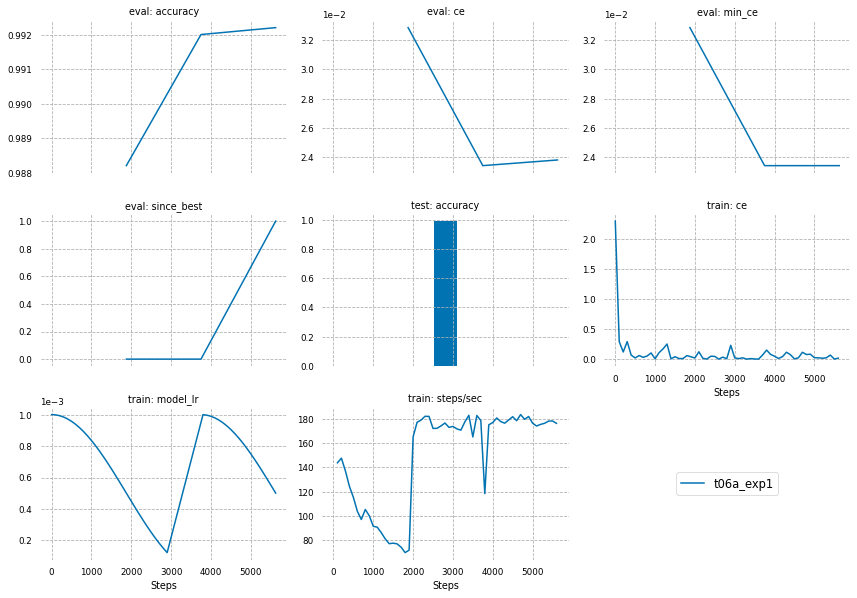 eval: accuracy
0.992
0.991
0.990
0.989
0.988
eval: ce
1e−2
3.2
3.0
2.8
2.6
2.4
eval: min_ce
1e−2
3.2
3.0
2.8
2.6
2.4
eval: since_best
1.0
0.8
0.6
0.4
0.2
0.0
test: accuracy
1.0
0.8
0.6
0.4
0.2
0.0
train: ce
2.0
1.5
1.0
0.5
0.0
0 1000 2000 3000 4000 5000
Steps
train: model_lr
1e−3
1.0
0.8
0.6
0.4
0.2
0 1000 2000 3000 4000 5000
Steps
train: steps/sec
180
160
140
120
100
80
0 1000 2000 3000 4000 5000
Steps
t06a_exp1